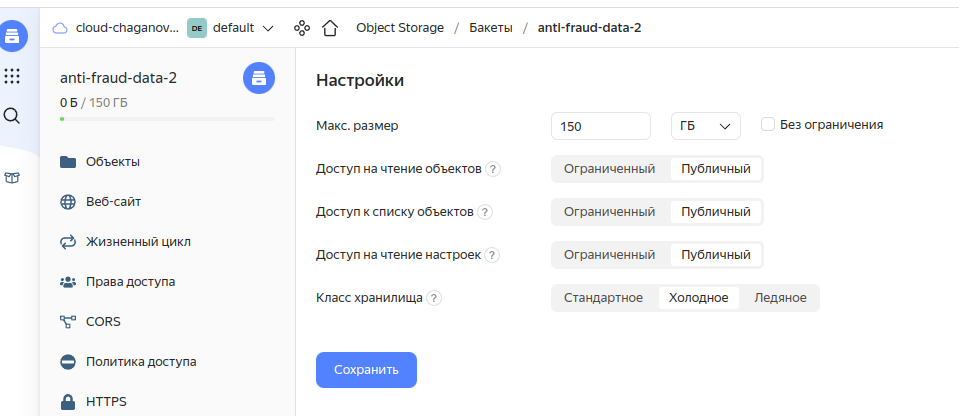 cloud-chaganov... DE default Object Storage / Бакеты / anti-fraud-data-2
anti-fraud-data-2
0 Б / 150 ГБ
Объекты
Веб-сайт
Жизненный цикл
Права доступа
CORS
Политика доступа
HTTPS
Настройки
Макс. размер 150 ГБ Без ограничения
Доступ на чтение объектов ? Ограниченный Публичный
Доступ к списку объектов ? Ограниченный Публичный
Доступ на чтение настроек ? Ограниченный Публичный
Класс хранилища ? Стандартное Холодное Ледяное
Сохранить